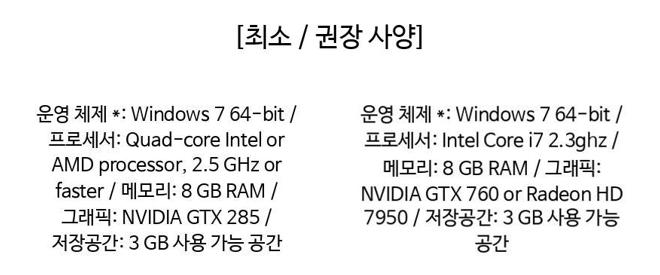 [최소 / 권장 사양]
운영 체제 *: Windows 7 64-bit /
프로세서: Quad-core Intel or
AMD processor, 2.5 GHz or
faster / 메모리: 8 GB RAM /
그래픽: NVIDIA GTX 285 /
저장공간: 3 GB 사용 가능 공간
운영 체제 *: Windows 7 64-bit /
프로세서: Intel Core i7 2.3ghz /
메모리: 8 GB RAM / 그래픽:
NVIDIA GTX 760 or Radeon HD
7950 / 저장공간: 3 GB 사용 가능
공간